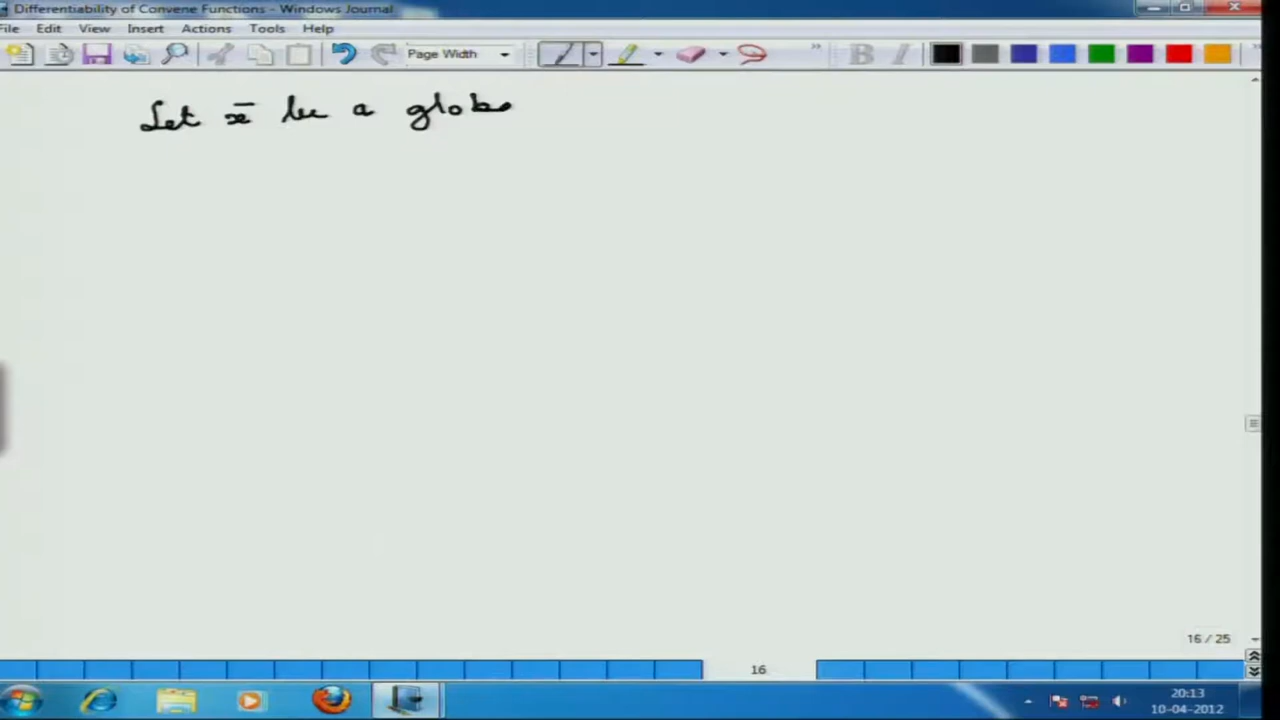 Differentiability of Convene Functions - Windows Journal
File Edit View Insert Actions Tools Help
Page Width
B I
Let x̄ be a globa
16 / 25
16
20:13
10-04-2012